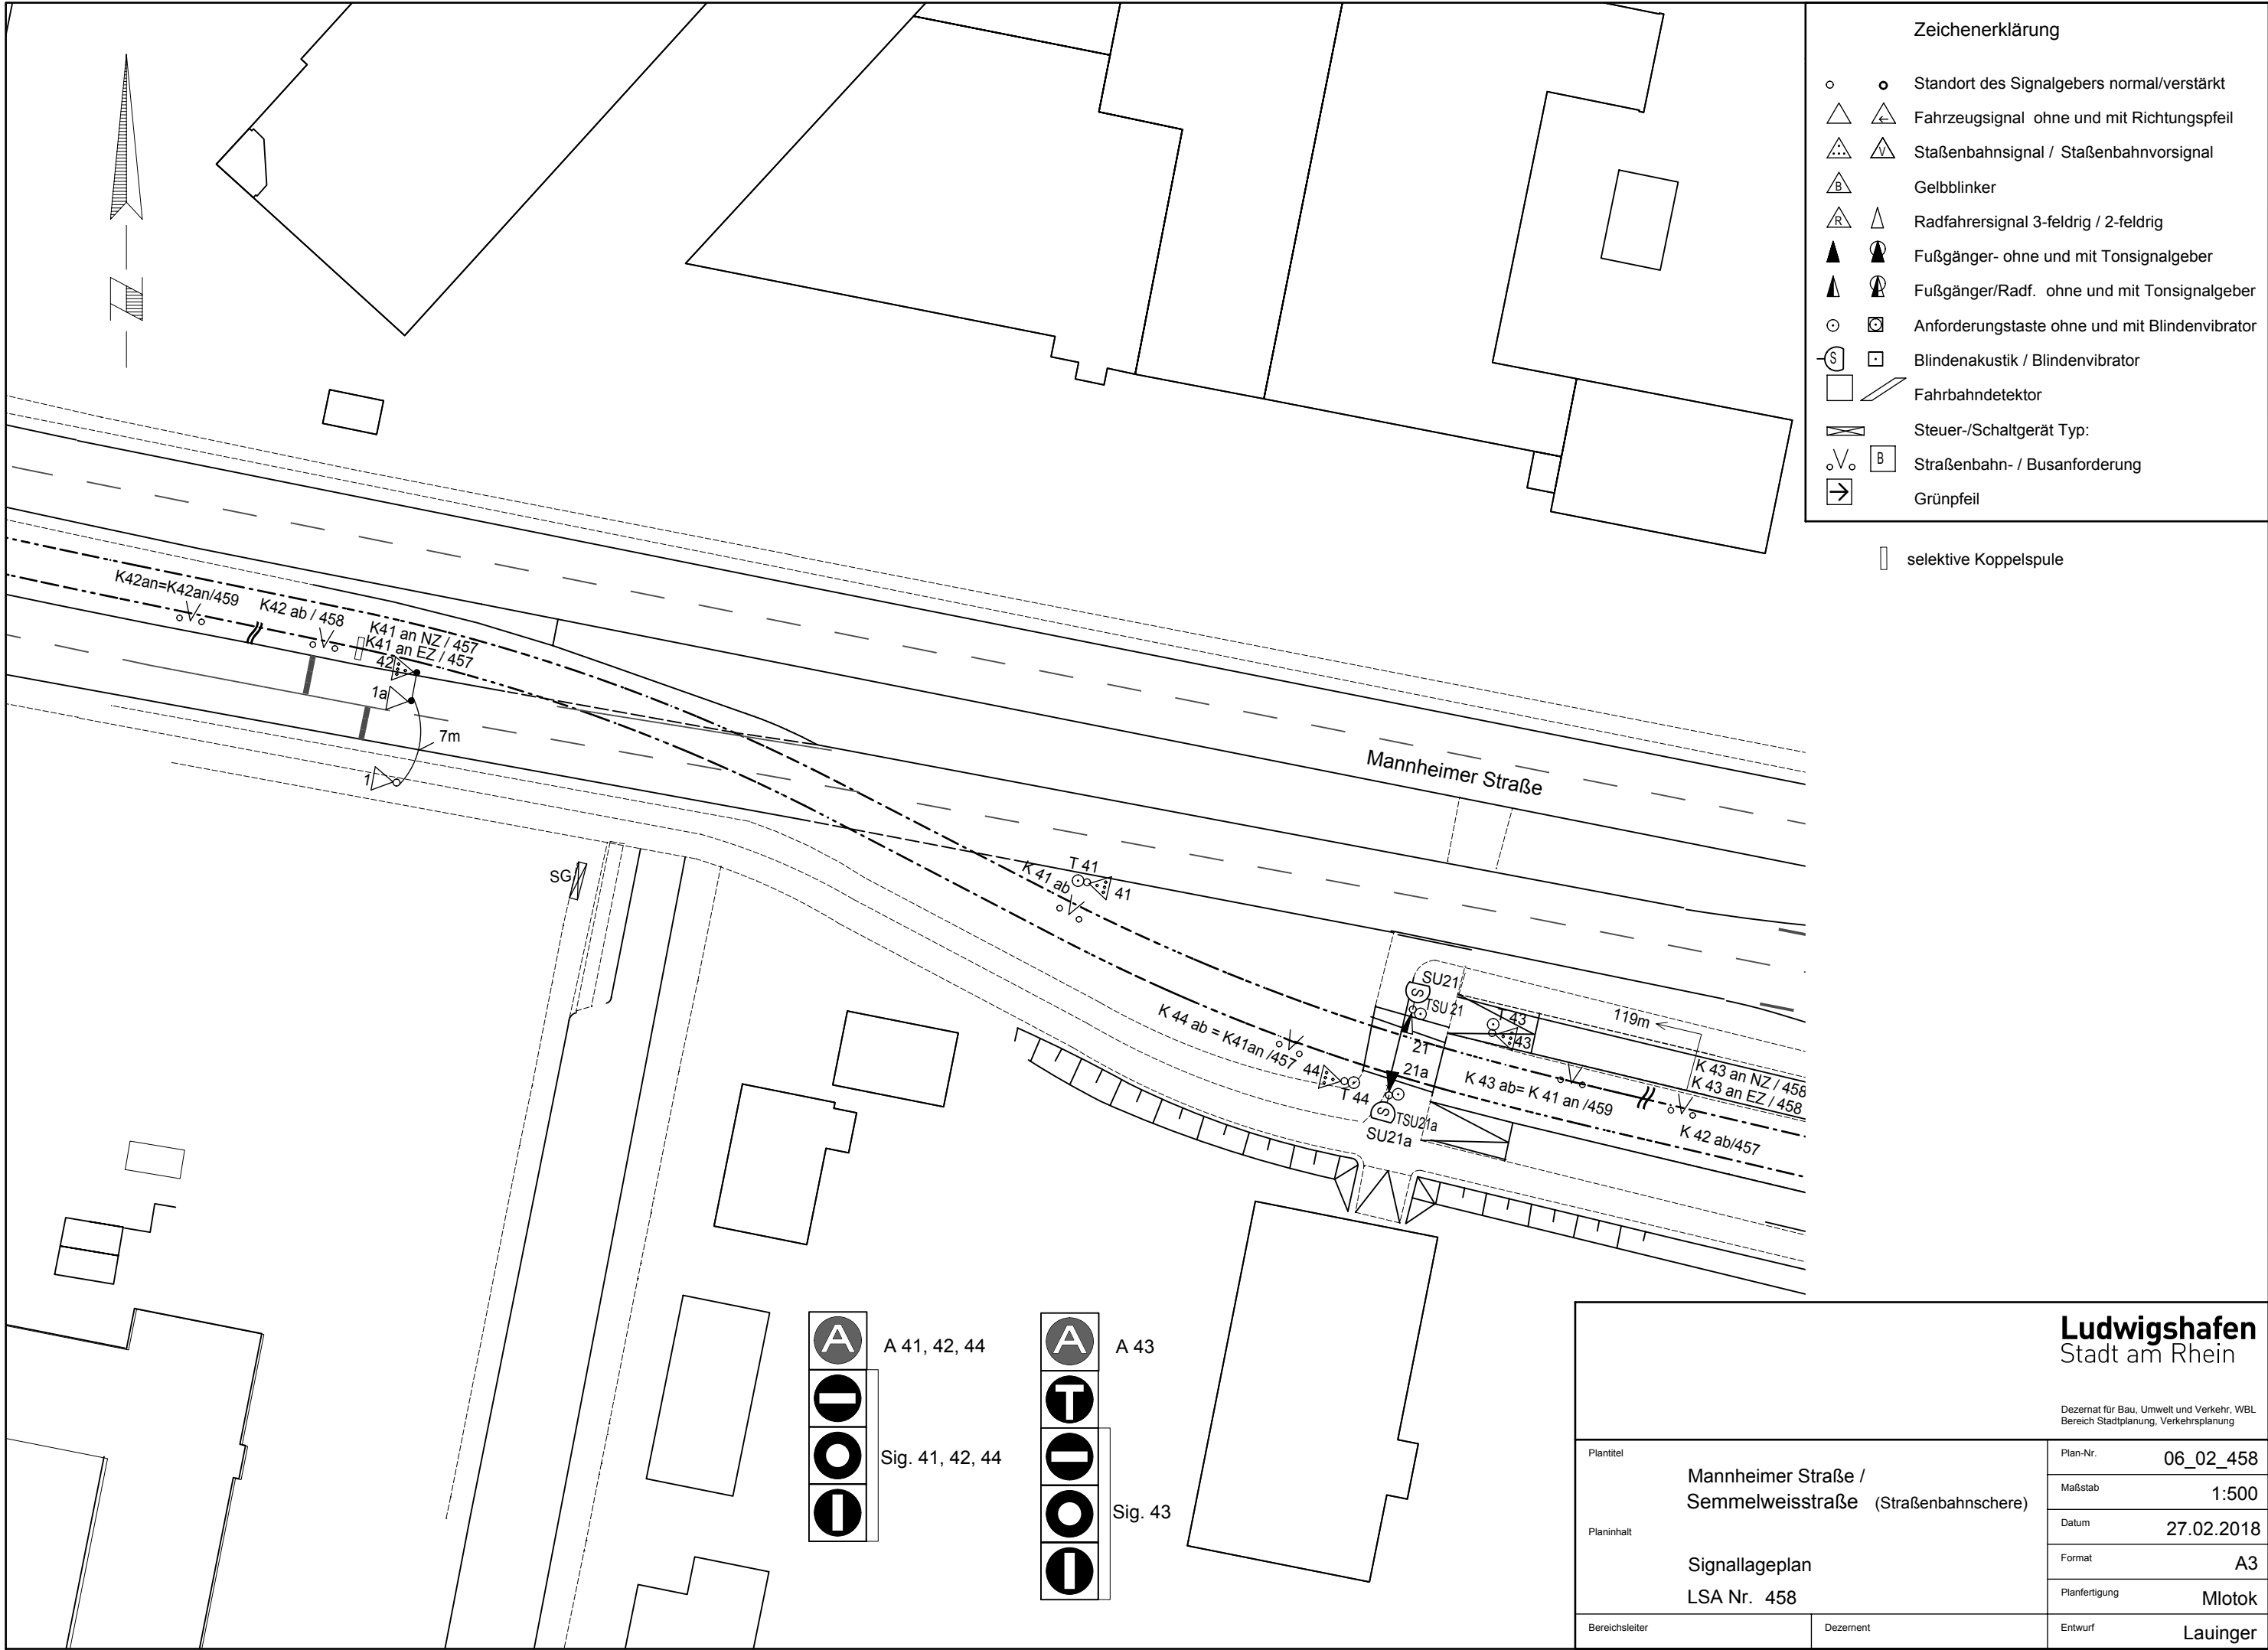 Zeichenerklärung
Standort des Signalgebers normal/verstärkt
Fahrzeugsignal ohne und mit Richtungspfeil
V Staßenbahnsignal / Staßenbahnvorsignal
B Gelbblinker
R Radfahrersignal 3-feldrig / 2-feldrig
Fußgänger- ohne und mit Tonsignalgeber
Fußgänger/Radf. ohne und mit Tonsignalgeber
Anforderungstaste ohne und mit Blindenvibrator
S Blindenakustik / Blindenvibrator
Fahrbahndetektor
Steuer-/Schaltgerät Typ:
B Straßenbahn- / Busanforderung
Grünpfeil
selektive Koppelspule
K42an=K42an/459
K42 ab / 458
K41 an NZ / 457
K41 an EZ / 457
42
1a
7m
1
SG
Mannheimer Straße
T 41
K 41 ab
41
SU21
S
TSU 21
T 43
43
21
21a
119m
K 44 ab = K41an /457
44
T 44
S
TSU21a
SU21a
K 43 ab= K 41 an /459
K 43 an NZ / 458
K 43 an EZ / 458
K 42 ab/457
A
A 41, 42, 44
Sig. 41, 42, 44
A
A 43
T
Sig. 43
Ludwigshafen
Stadt am Rhein
Dezernat für Bau, Umwelt und Verkehr, WBL
Bereich Stadtplanung, Verkehrsplanung
Plantitel
Mannheimer Straße /
Semmelweisstraße (Straßenbahnschere)
Planinhalt
Signallageplan
LSA Nr. 458
Bereichsleiter
Dezernent
Plan-Nr. 06_02_458
Maßstab 1:500
Datum 27.02.2018
Format A3
Planfertigung Mlotok
Entwurf Lauinger